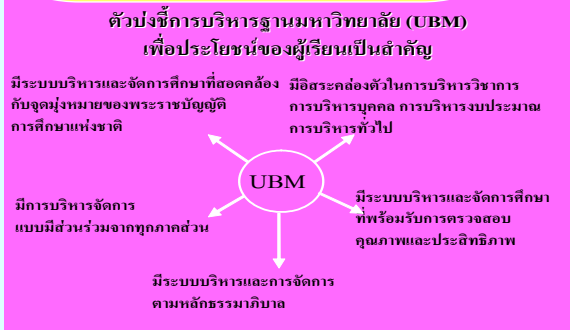 ตัวบ่งชี้การบริหารฐานมหาวิทยาลัย (UBM)
เพื่อประโยชน์ของผู้เรียนเป็นสำคัญ
มีระบบบริหารและจัดการศึกษาที่สอดคล้อง
กับจุดมุ่งหมายของพระราชบัญญัติ
การศึกษาแห่งชาติ
มีอิสระคล่องตัวในการบริหารวิชาการ
การบริหารบุคคล การบริหารงบประมาณ
การบริหารทั่วไป
UBM
มีการบริหารจัดการ
แบบมีส่วนร่วมจากทุกภาคส่วน
มีระบบบริหารและจัดการศึกษา
ที่พร้อมรับการตรวจสอบ
คุณภาพและประสิทธิภาพ
มีระบบบริหารและการจัดการ
ตามหลักธรรมาภิบาล